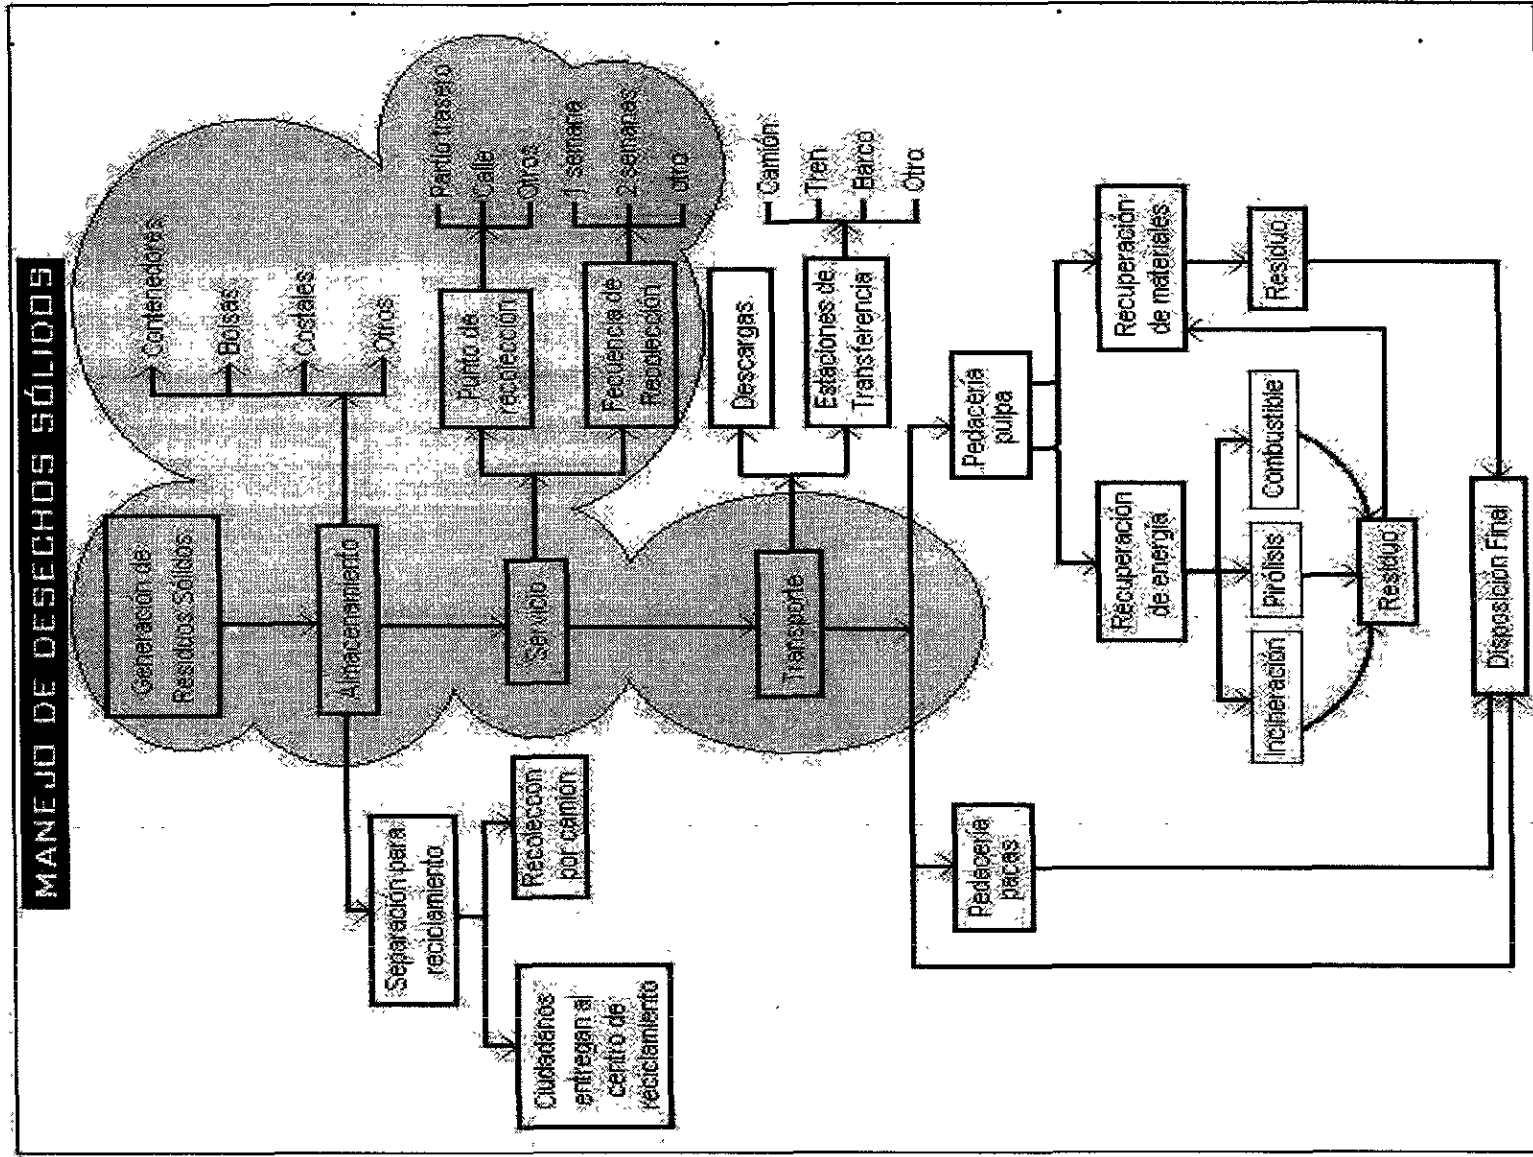 MANEJO DE DESECHOS SÓLIDOS
Generación de
Residos Sólidos
Almacenamiento
Contenedoras
Bolsas
Costales
Otros
Separación para
reciclamiento
Ciudadanos
entregan al
centro de
reciclamiento
Recolección
por camión
Servicio
Punto de
recolección
Patio trasero
Calle
Otros
Frecuencia de
Recolección
1 semana
2 semanas
otro
Transporte
Descargas
Estaciones de
Transferencia
Camión
Tren
Barco
Otro
Pedacería
pacas
Pedacería
pulpa
Recuperación
de energía
Recuperación
de materiales
Incineración
Pirólisis
Combustible
Residuo
Residuo
Disposición Final